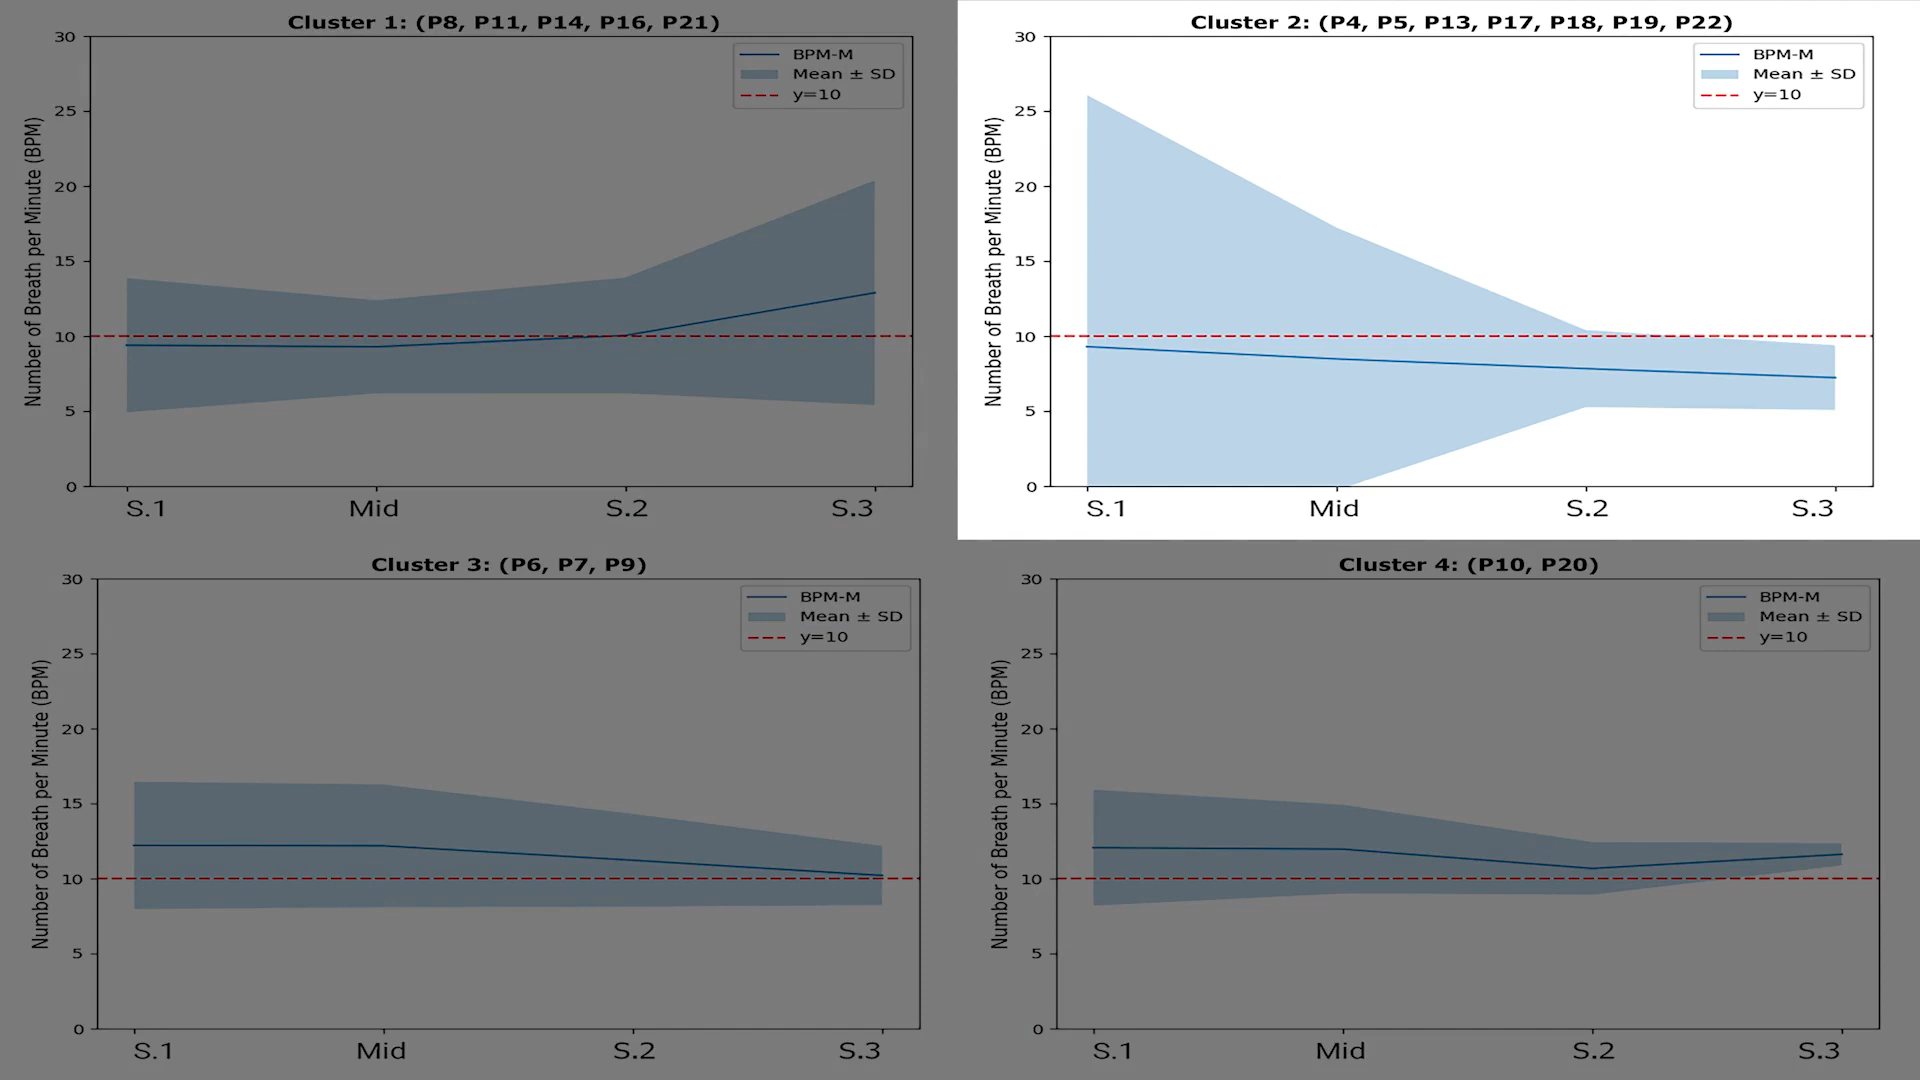 Cluster 1: (P8, P11, P14, P16, P21)
30
25
20
15
10
5
0
Number of Breath per Minute (BPM)
BPM-M
Mean ± SD
y=10
S.1 Mid S.2 S.3
Cluster 2: (P4, P5, P13, P17, P18, P19, P22)
30
25
20
15
10
5
0
Number of Breath per Minute (BPM)
BPM-M
Mean ± SD
y=10
S.1 Mid S.2 S.3
Cluster 3: (P6, P7, P9)
30
25
20
15
10
5
0
Number of Breath per Minute (BPM)
BPM-M
Mean ± SD
y=10
S.1 Mid S.2 S.3
Cluster 4: (P10, P20)
30
25
20
15
10
5
0
Number of Breath per Minute (BPM)
BPM-M
Mean ± SD
y=10
S.1 Mid S.2 S.3